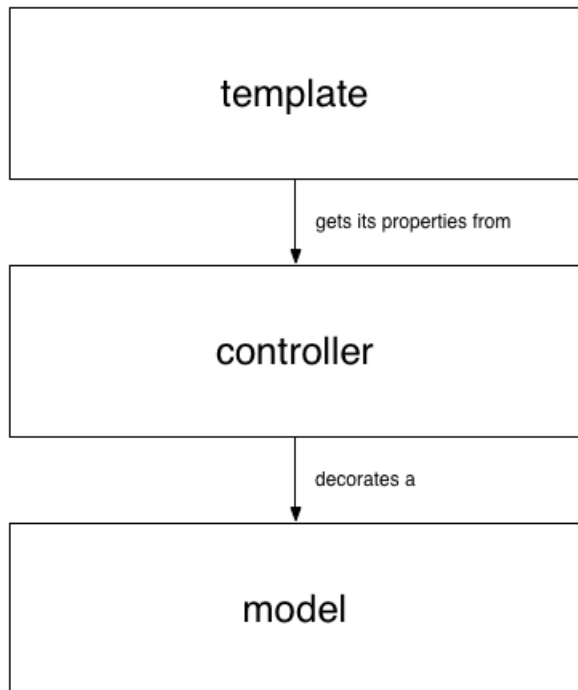 template
gets its properties from
controller
decorates a
model